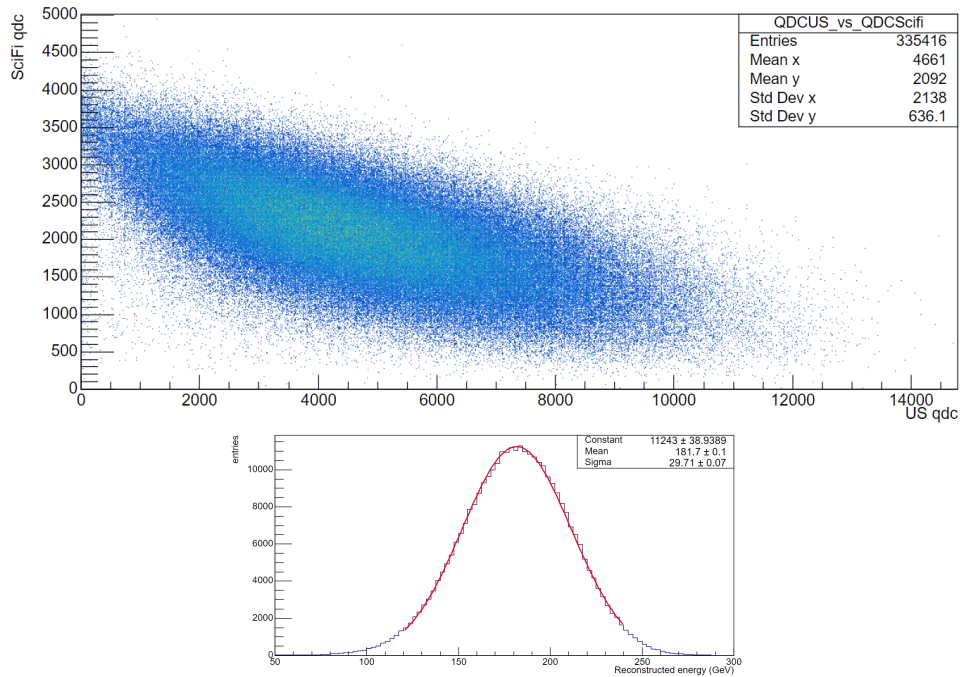 QDCUS_vs_QDCScifi
Entries 335416
Mean x 4661
Mean y 2092
Std Dev x 2138
Std Dev y 636.1
SciFi qdc
5000
4500
4000
3500
3000
2500
2000
1500
1000
500
0
0 2000 4000 6000 8000 10000 12000 14000
US qdc
Constant 11243 ± 38.9389
Mean 181.7 ± 0.1
Sigma 29.71 ± 0.07
entries
10000
8000
6000
4000
2000
0
50 100 150 200 250 300
Reconstructed energy (GeV)